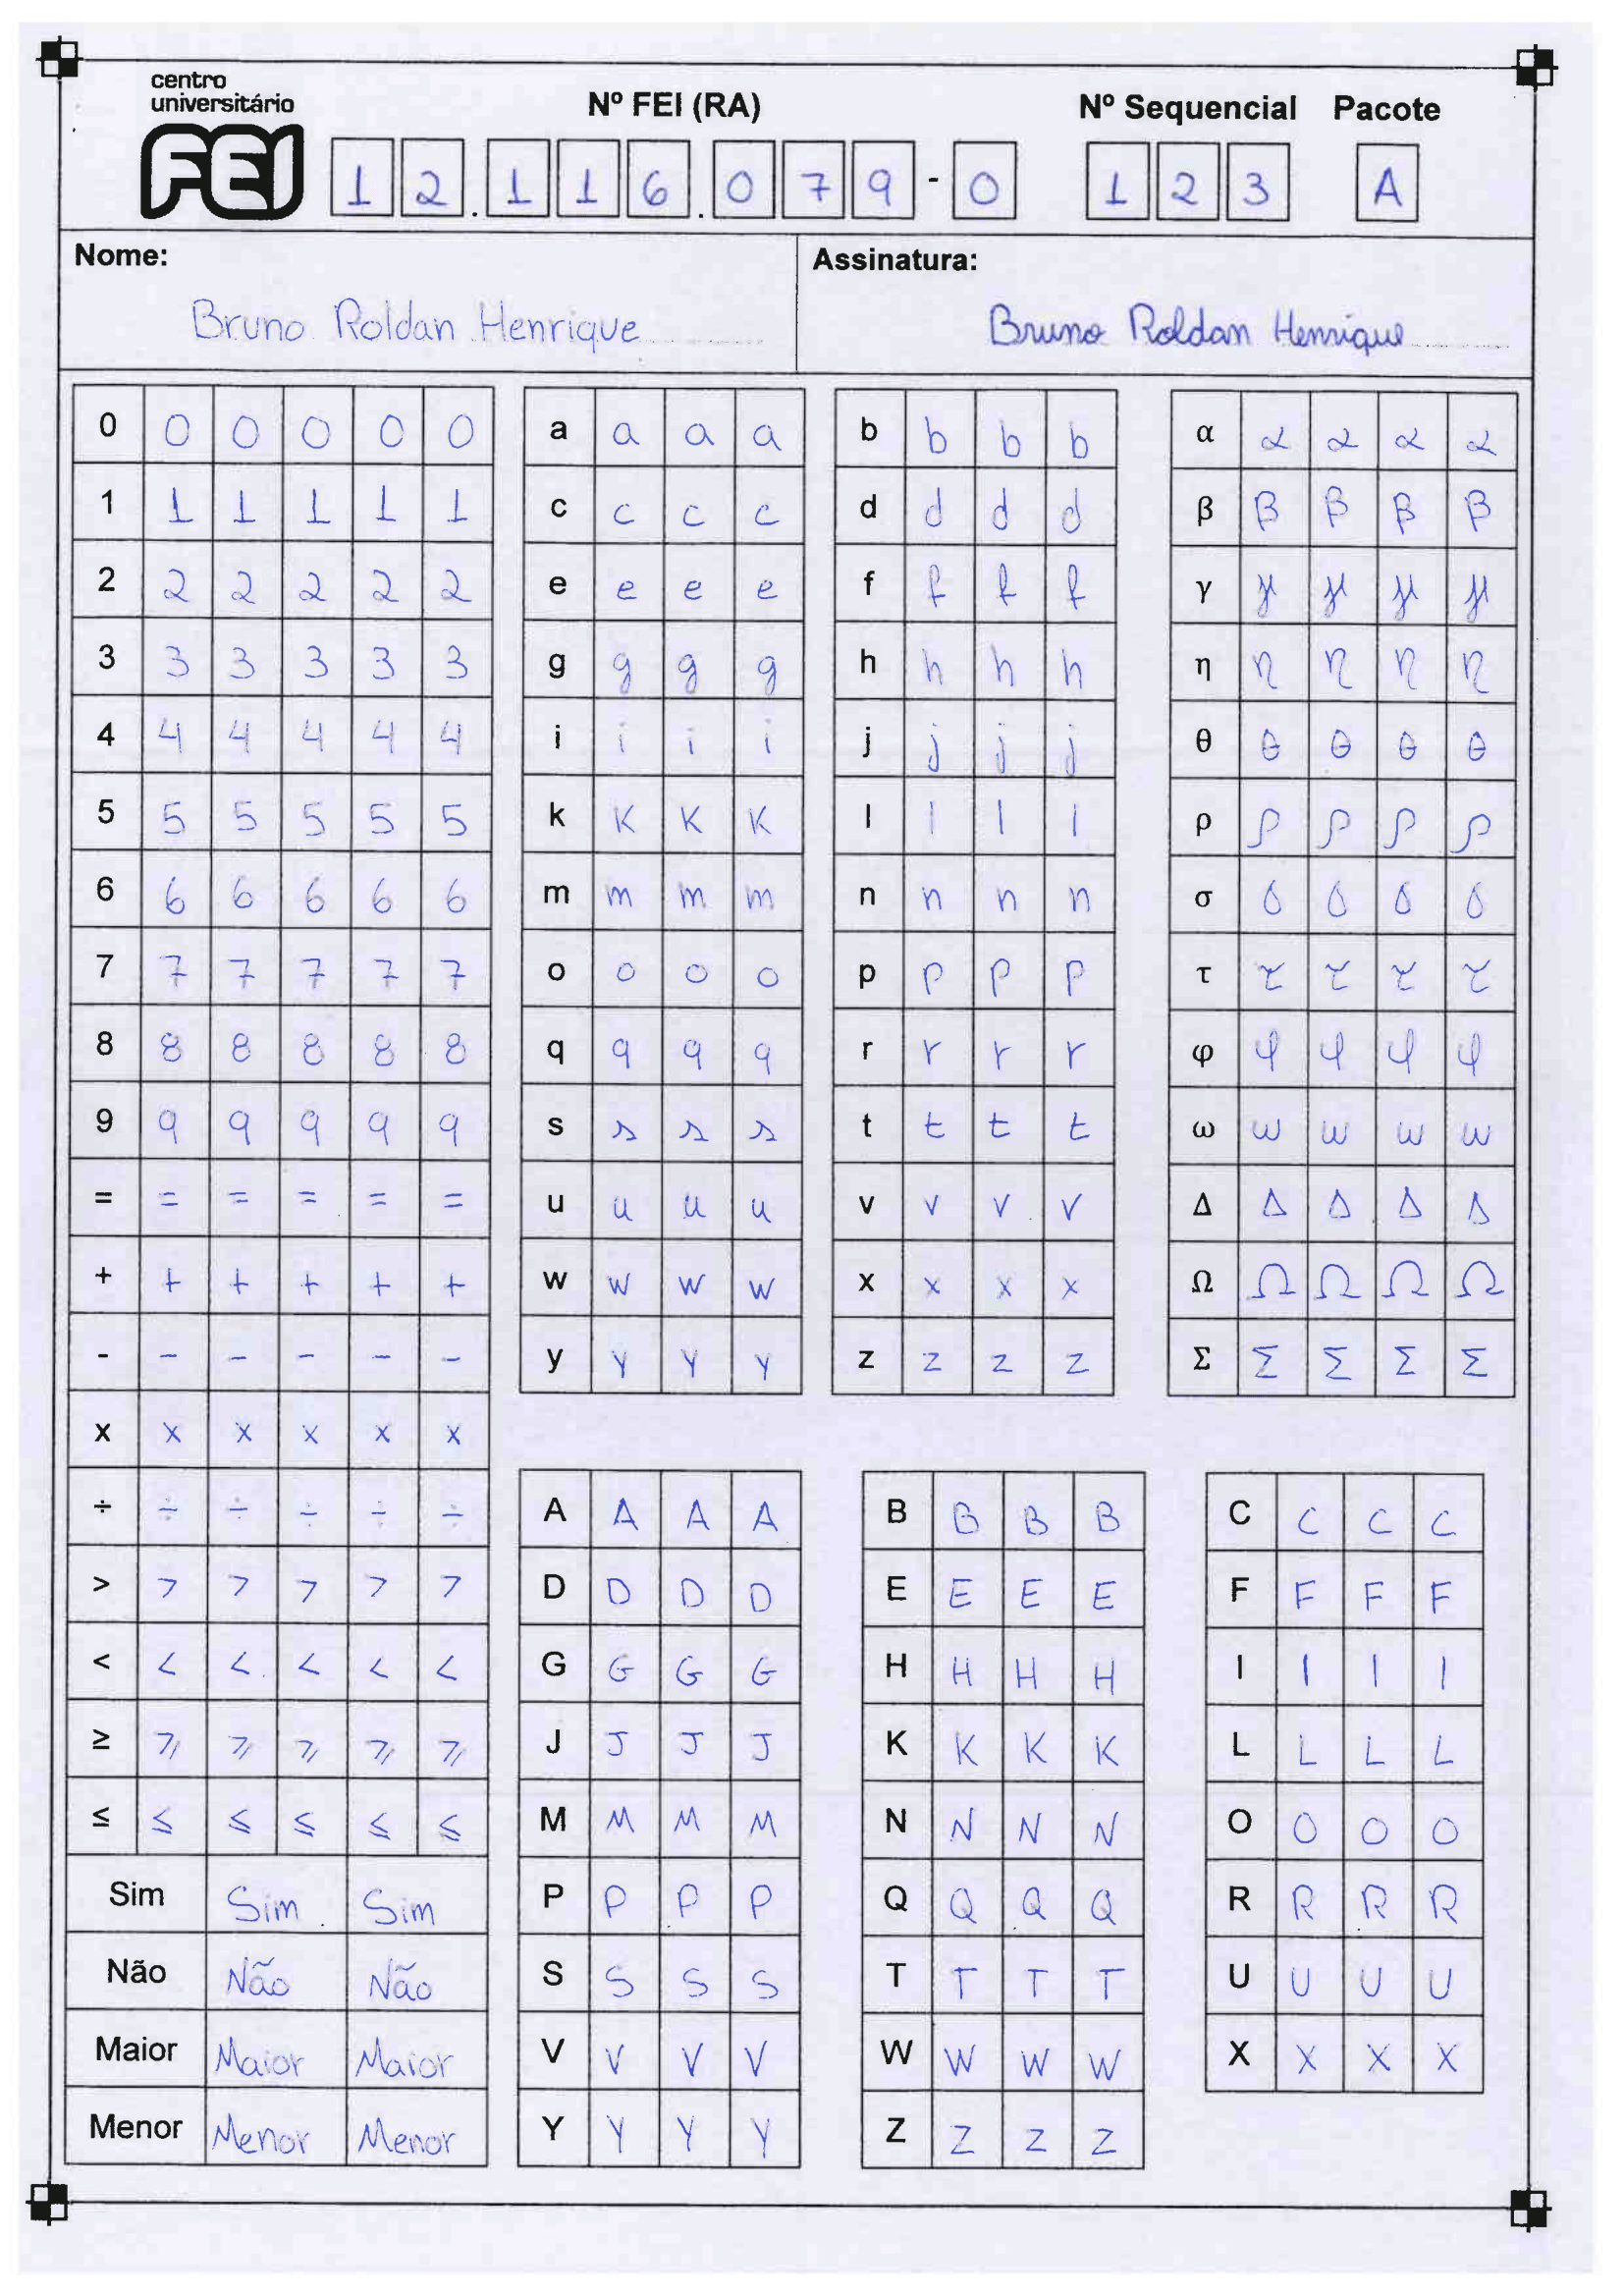 centro
universitário
FEI
Nº FEI (RA) Nº Sequencial Pacote
1 2 . 1 1 6 . 0 7 9 - 0 1 2 3 A
Nome: Assinatura:
Bruno Roldan Henrique Bruno Roldan Henrique
0 0 0 0 0 0 a a a a b b b b α α α α α
1 1 1 1 1 1 c c c c d d d d β β β β β
2 2 2 2 2 2 e e e e f f f f γ γ γ γ γ
3 3 3 3 3 3 g g g g h h h h η η η η η
4 4 4 4 4 4 i i i i j j j j θ θ θ θ θ
5 5 5 5 5 5 k k k k l l l l ρ ρ ρ ρ ρ
6 6 6 6 6 6 m m m m n n n n σ σ σ σ σ
7 7 7 7 7 7 o o o o p p p p τ τ τ τ τ
8 8 8 8 8 8 q q q q r r r r φ φ φ φ φ
9 9 9 9 9 9 s s s s t t t t ω ω ω ω ω
= = = = = = u u u u v v v v Δ Δ Δ Δ Δ
+ + + + + + w w w w x x x x Ω Ω Ω Ω Ω
- - - - - - y y y y z z z z Σ Σ Σ Σ Σ
x x x x x x
÷ ÷ ÷ ÷ ÷ ÷ A A A A B B B B C C C C
> > > > > > D D D D E E E E F F F F
< < < < < < G G G G H H H H I I I I
≥ ≥ ≥ ≥ ≥ ≥ J J J J K K K K L L L L
≤ ≤ ≤ ≤ ≤ ≤ M M M M N N N N O O O O
Sim Sim Sim P P P P Q Q Q Q R R R R
Não Não Não S S S S T T T T U U U U
Maior Maior Maior V V V V W W W W X X X X
Menor Menor Menor Y Y Y Y Z Z Z Z